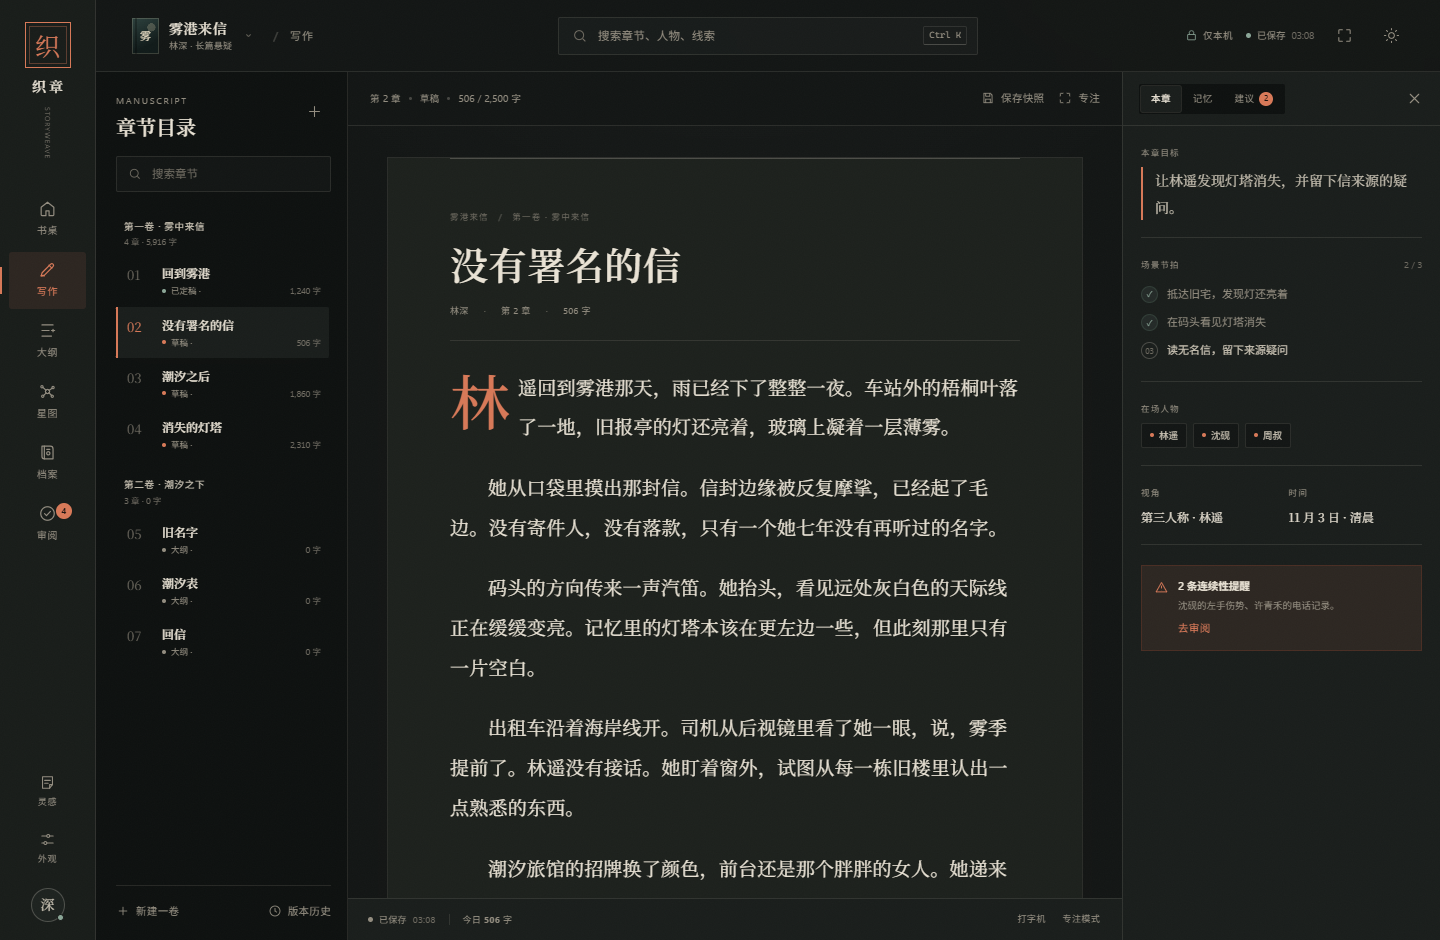 织
织章
STORYWEAVE
书桌
写作
大纲
星图
档案
4
审阅
灵感
外观
深
雾
雾港来信
林深 · 长篇悬疑
/ 写作
搜索章节、人物、线索
Ctrl K
仅本机
已保存 03:08
MANUSCRIPT
章节目录
搜索章节
第一卷 · 雾中来信
4 章 · 5,916 字
01 回到雾港
已定稿 · 1,240 字
02 没有署名的信
草稿 · 506 字
03 潮汐之后
草稿 · 1,860 字
04 消失的灯塔
草稿 · 2,310 字
第二卷 · 潮汐之下
3 章 · 0 字
05 旧名字
大纲 · 0 字
06 潮汐表
大纲 · 0 字
07 回信
大纲 · 0 字
新建一卷
版本历史
第 2 章 • 草稿 • 506 / 2,500 字
保存快照
专注
雾港来信 / 第一卷 · 雾中来信
没有署名的信
林深 · 第 2 章 · 506 字
林遥回到雾港那天，雨已经下了整整一夜。车站外的梧桐叶落
了一地，旧报亭的灯还亮着，玻璃上凝着一层薄雾。
她从口袋里摸出那封信。信封边缘被反复摩挲，已经起了毛
边。没有寄件人，没有落款，只有一个她七年没有再听过的名字。
码头的方向传来一声汽笛。她抬头，看见远处灰白色的天际线
正在缓缓变亮。记忆里的灯塔本该在更左边一些，但此刻那里只有
一片空白。
出租车沿着海岸线开。司机从后视镜里看了她一眼，说，雾季
提前了。林遥没有接话。她盯着窗外，试图从每一栋旧楼里认出一
点熟悉的东西。
潮汐旅馆的招牌换了颜色，前台还是那个胖胖的女人。她递来
已保存 03:08
今日 506 字
打字机
专注模式
本章
记忆
建议 2
本章目标
让林遥发现灯塔消失，并留下信来源的疑
问。
场景节拍 2 / 3
抵达旧宅，发现灯还亮着
在码头看见灯塔消失
03 读无名信，留下来源疑问
在场人物
林遥
沈砚
周叔
视角
第三人称 · 林遥
时间
11 月 3 日 · 清晨
2 条连续性提醒
沈砚的左手伤势、许青禾的电话记录。
去审阅